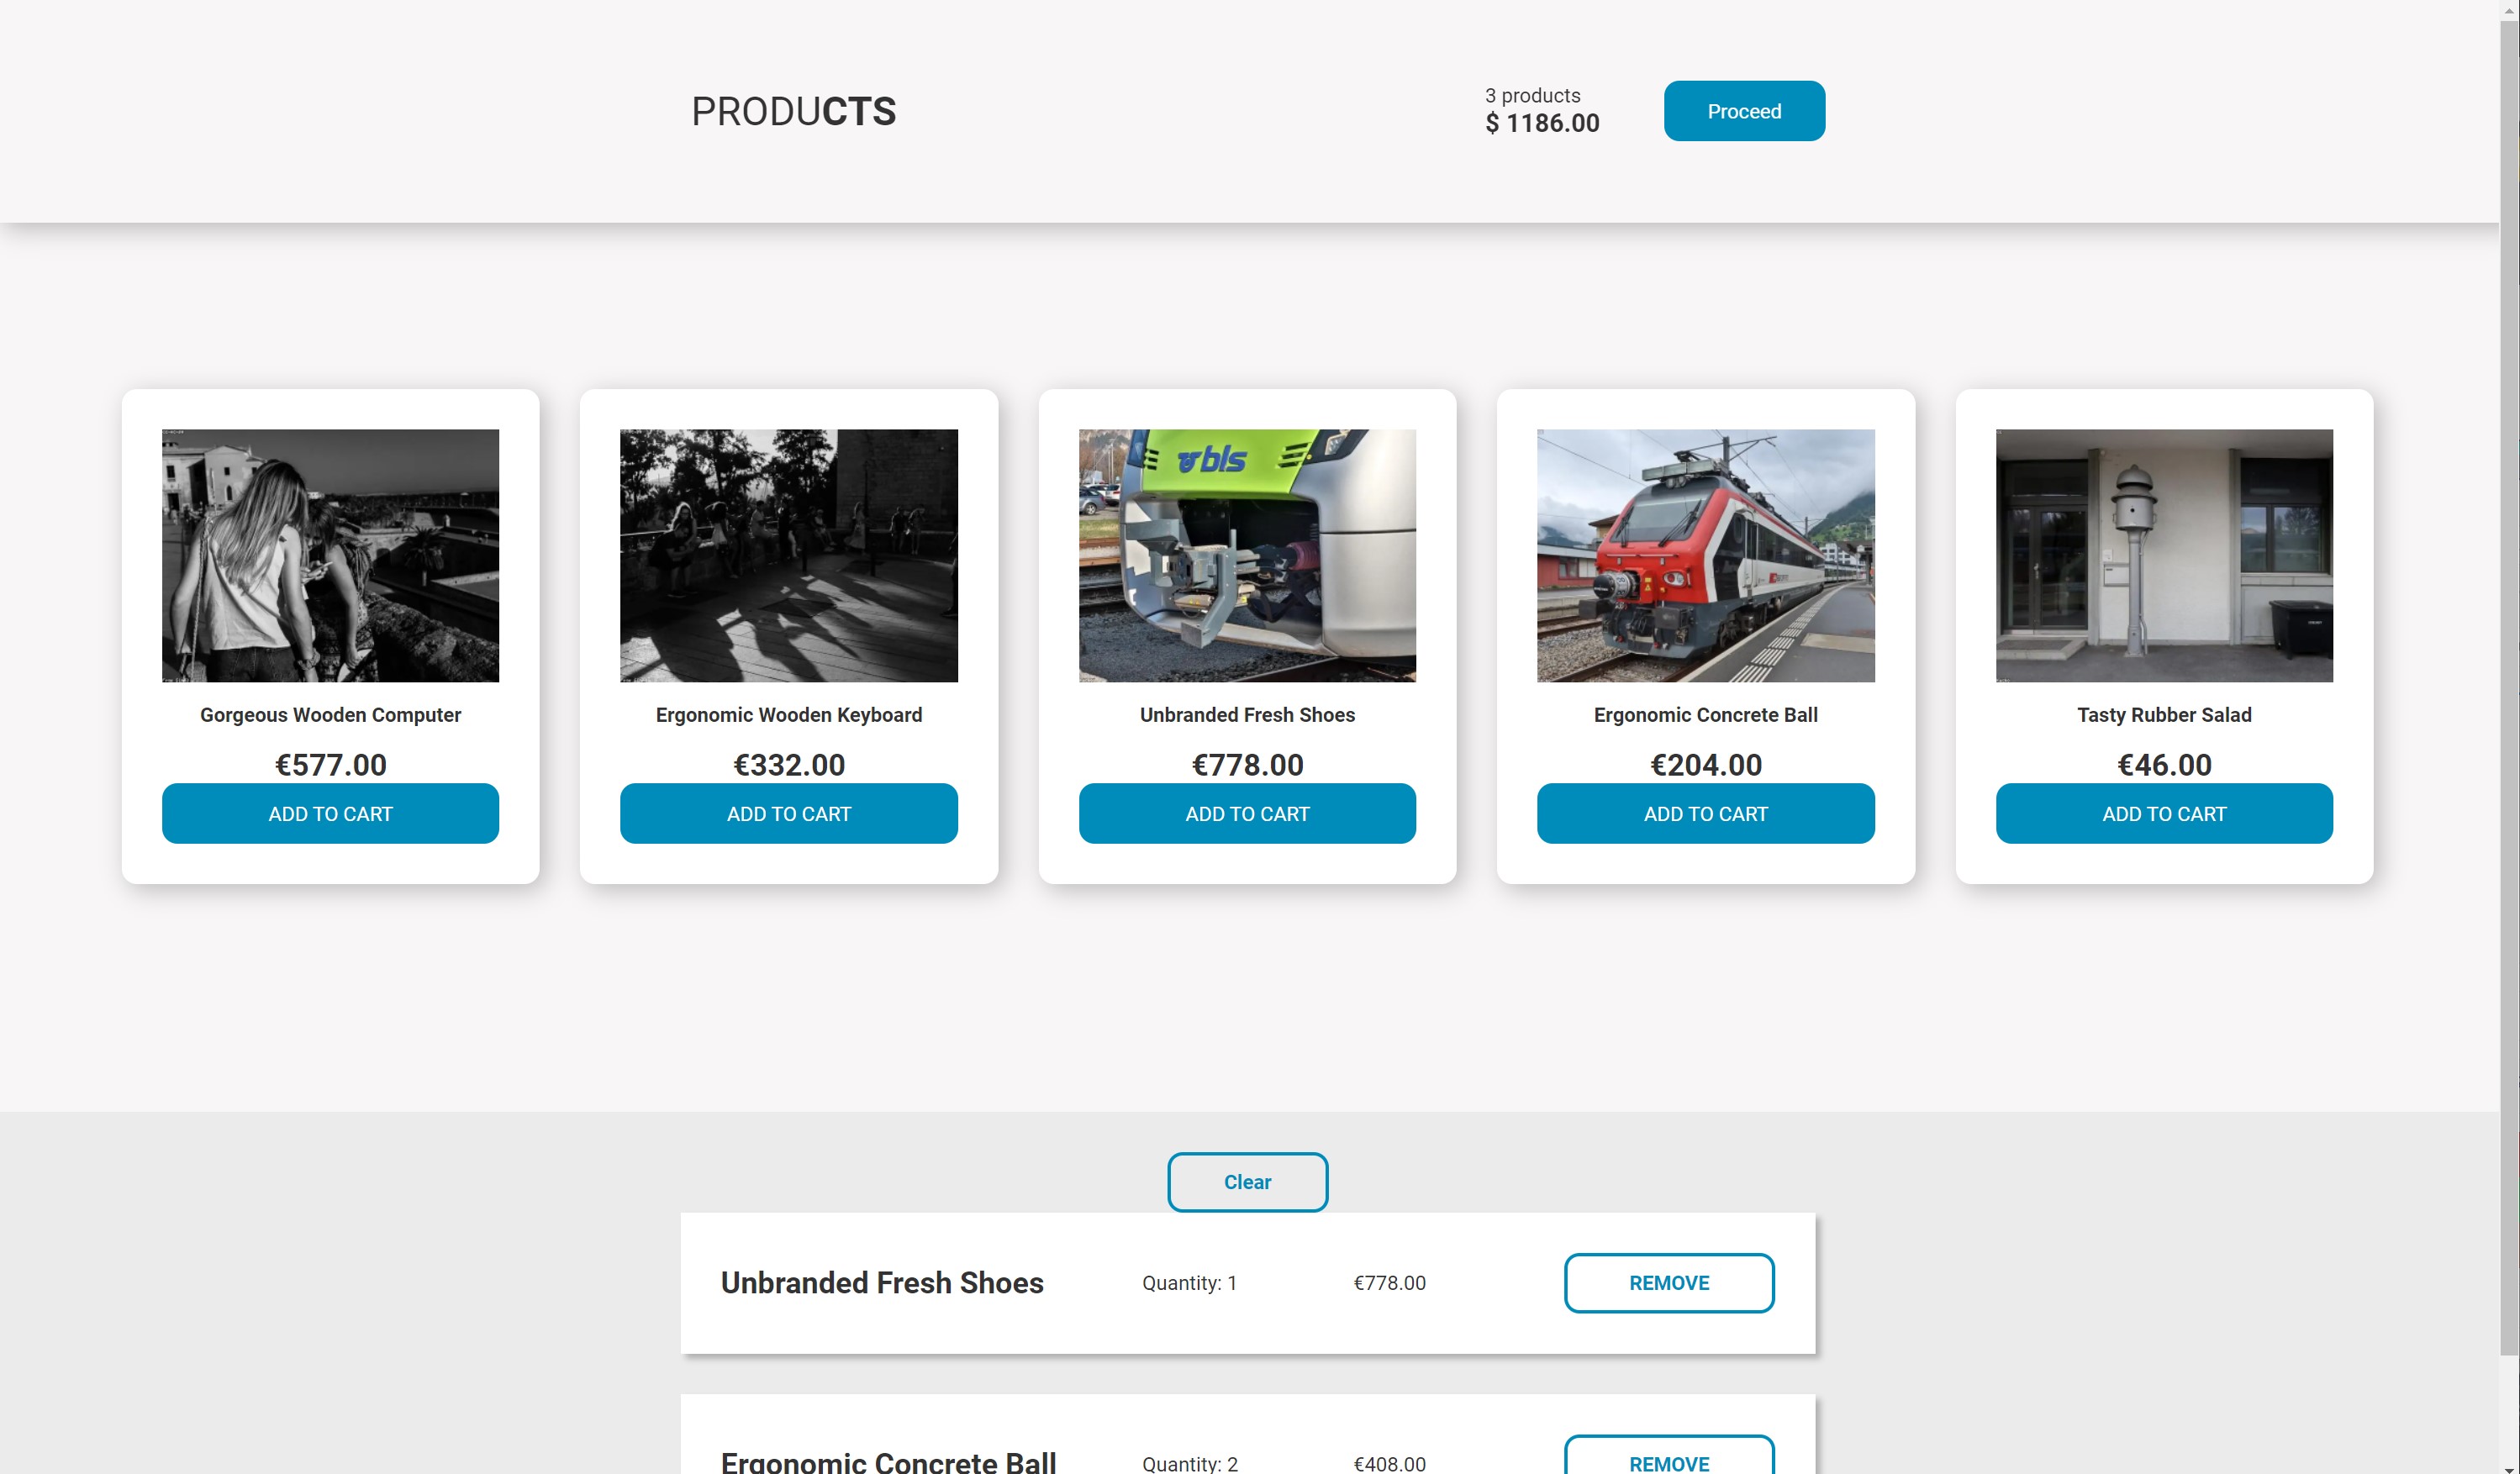 PRODUCTS
3 products
$ 1186.00
Proceed
bls
Gorgeous Wooden Computer
€577.00
ADD TO CART
Ergonomic Wooden Keyboard
€332.00
ADD TO CART
Unbranded Fresh Shoes
€778.00
ADD TO CART
Ergonomic Concrete Ball
€204.00
ADD TO CART
Tasty Rubber Salad
€46.00
ADD TO CART
Clear
Unbranded Fresh Shoes
Quantity: 1
€778.00
REMOVE
Ergonomic Concrete Ball
Quantity: 2
€408.00
REMOVE